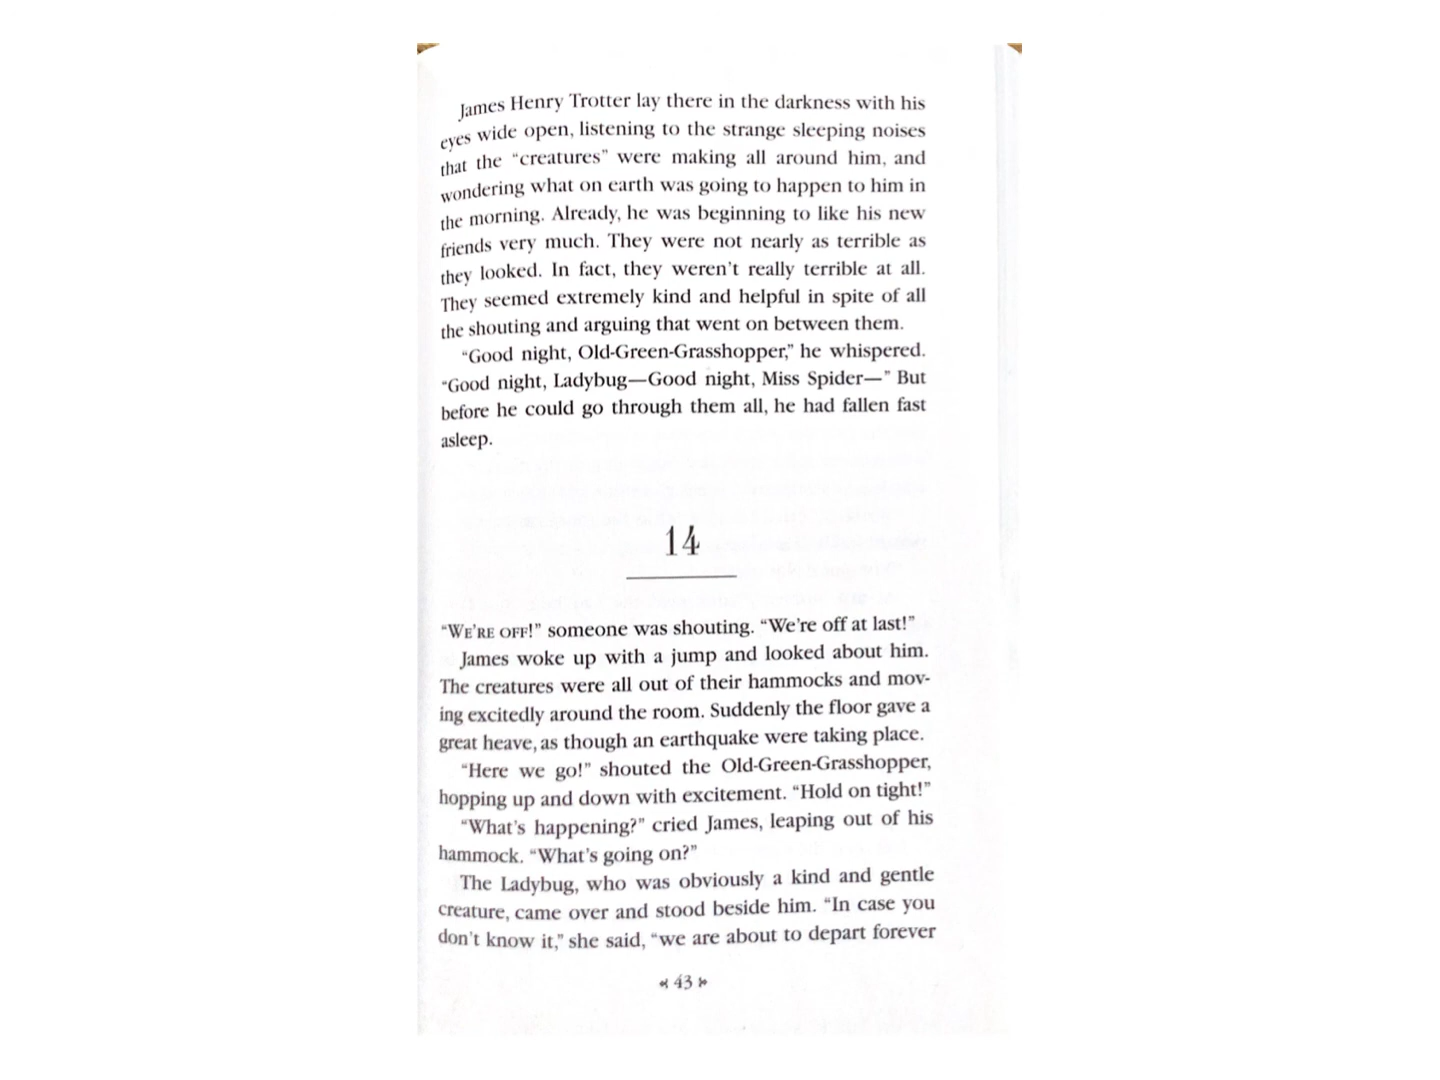 James Henry Trotter lay there in the darkness with his
eyes wide open, listening to the strange sleeping noises
that the “creatures” were making all around him, and
wondering what on earth was going to happen to him in
the morning. Already, he was beginning to like his new
friends very much. They were not nearly as terrible as
they looked. In fact, they weren’t really terrible at all.
They seemed extremely kind and helpful in spite of all
the shouting and arguing that went on between them.
“Good night, Old-Green-Grasshopper,” he whispered.
“Good night, Ladybug—Good night, Miss Spider—” But
before he could go through them all, he had fallen fast
asleep.
14
“WE’RE OFF!” someone was shouting. “We’re off at last!”
James woke up with a jump and looked about him.
The creatures were all out of their hammocks and mov-
ing excitedly around the room. Suddenly the floor gave a
great heave, as though an earthquake were taking place.
“Here we go!” shouted the Old-Green-Grasshopper,
hopping up and down with excitement. “Hold on tight!”
“What’s happening?” cried James, leaping out of his
hammock. “What’s going on?”
The Ladybug, who was obviously a kind and gentle
creature, came over and stood beside him. “In case you
don’t know it,” she said, “we are about to depart forever
43